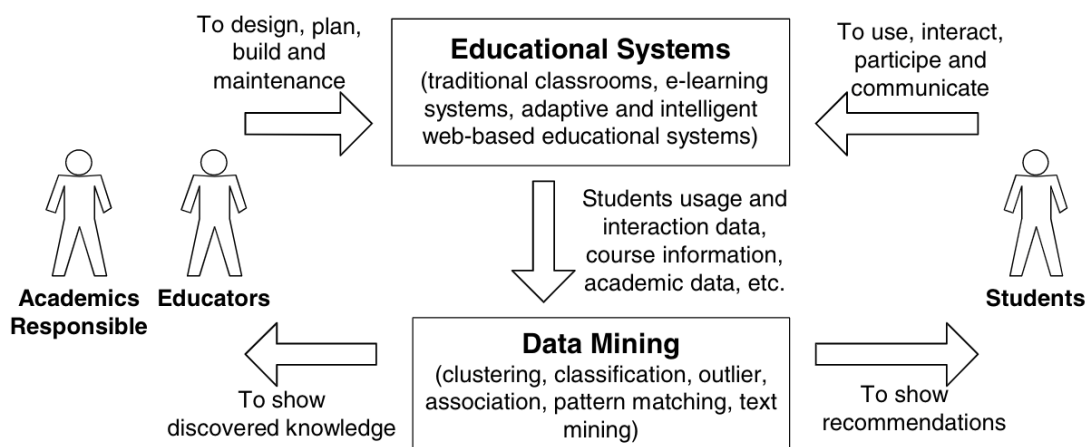 To design, plan,
build and
maintenance
Educational Systems
(traditional classrooms, e-learning
systems, adaptive and intelligent
web-based educational systems)
To use, interact,
participe and
communicate
Students usage and
interaction data,
course information,
academic data, etc.
Academics
Responsible
Educators
Students
Data Mining
(clustering, classification, outlier,
association, pattern matching, text
mining)
To show
discovered knowledge
To show
recommendations